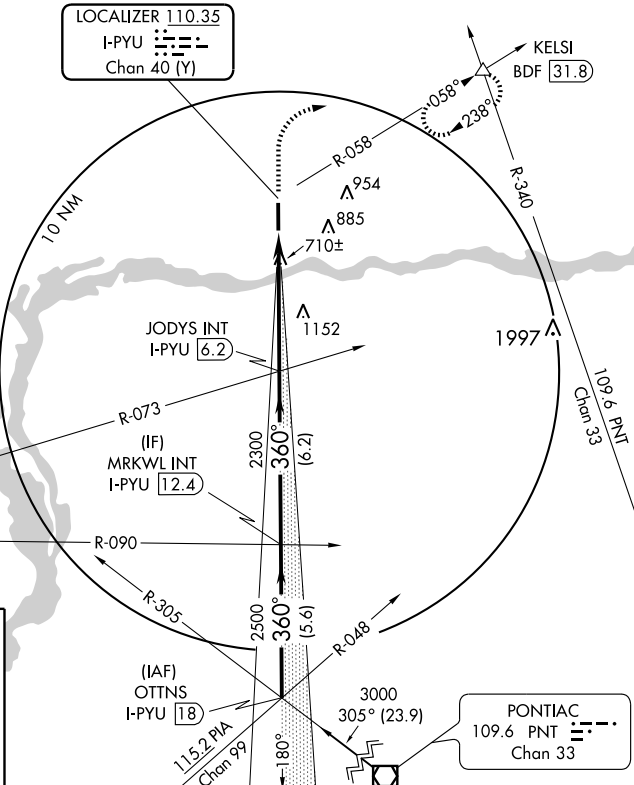 LOCALIZER 110.35
I-PYU
Chan 40 (Y)
KELSI
BDF 31.8
058°
238°
R-058
R-340
10 NM
954
885
710±
1152
1997
JODYS INT
I-PYU 6.2
R-073
109.6 PNT
Chan 33
(IF)
MRKWL INT
I-PYU 12.4
2300
360°
(6.2)
R-090
R-305
2500
360°
(5.6)
R-048
(IAF)
OTTNS
I-PYU 18
3000
305° (23.9)
115.2 PIA
Chan 99
180°
PONTIAC
109.6 PNT
Chan 33